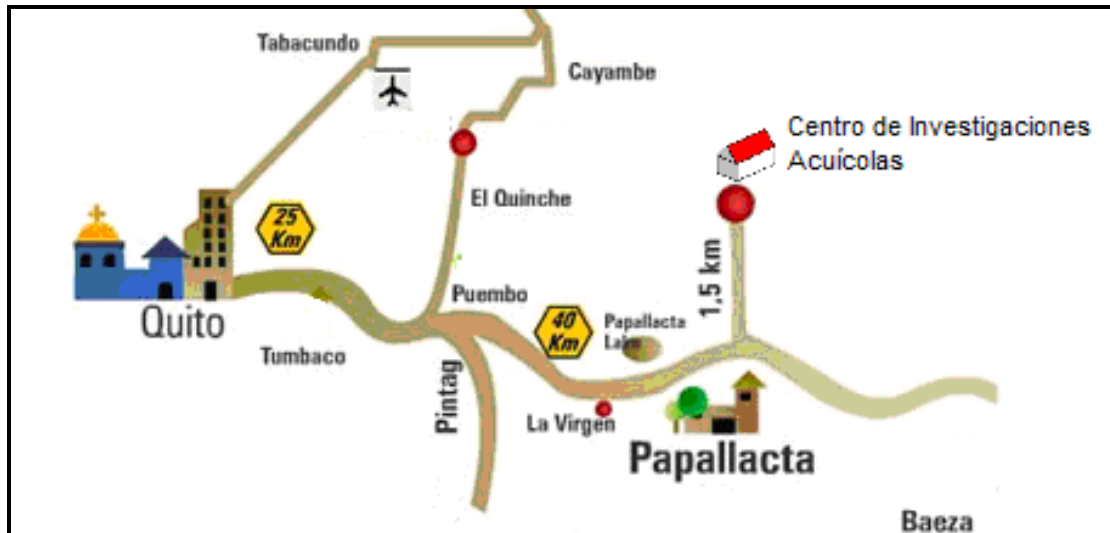 Tabacundo
Cayambe
Centro de Investigaciones
Acuícolas
El Quinche
25
Km
1,5 km
Puembo
40
Km
Papallacta
Lake
Quito
Tumbaco
Pintag
La Virgen
Papallacta
Baeza